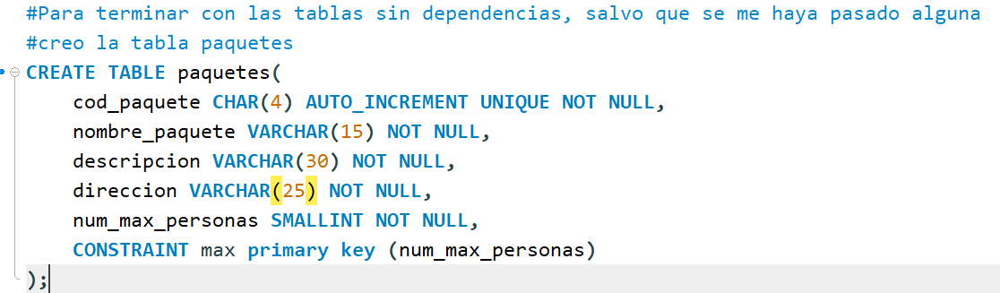 #Para terminar con las tablas sin dependencias, salvo que se me haya pasado alguna
#creo la tabla paquetes
CREATE TABLE paquetes(
cod_paquete CHAR(4) AUTO_INCREMENT UNIQUE NOT NULL,
nombre_paquete VARCHAR(15) NOT NULL,
descripcion VARCHAR(30) NOT NULL,
direccion VARCHAR(25) NOT NULL,
num_max_personas SMALLINT NOT NULL,
CONSTRAINT max primary key (num_max_personas)
);